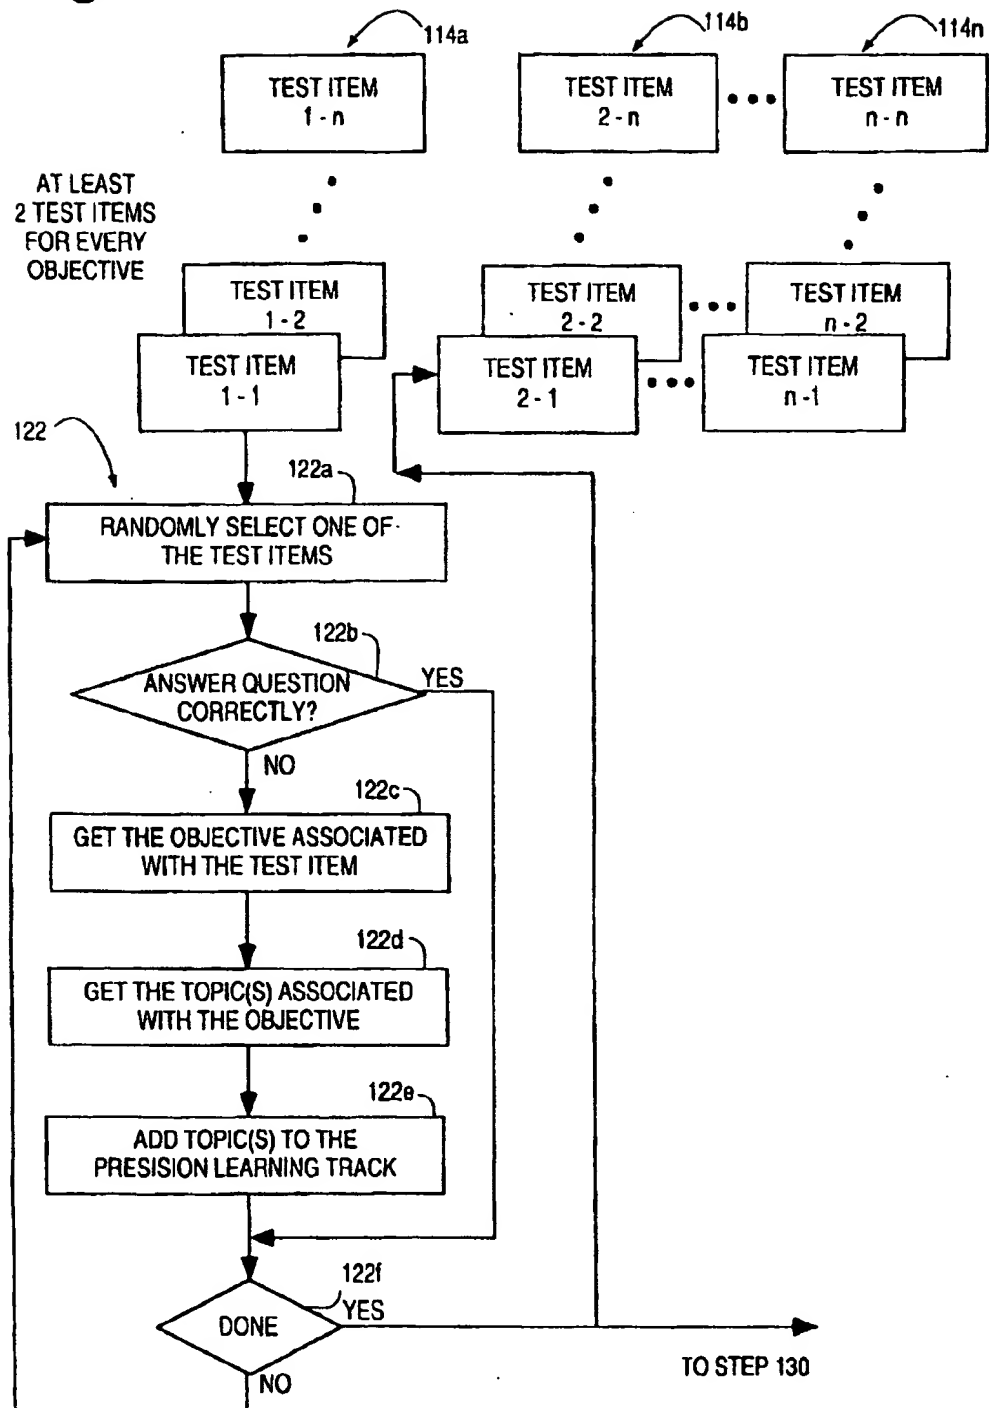 114a
114b
114n
TEST ITEM
1 - n
TEST ITEM
2 - n
TEST ITEM
n - n
AT LEAST
2 TEST ITEMS
FOR EVERY
OBJECTIVE
TEST ITEM
1 - 2
TEST ITEM
2 - 2
TEST ITEM
n - 2
TEST ITEM
1 - 1
TEST ITEM
2 - 1
TEST ITEM
n - 1
122
122a
RANDOMLY SELECT ONE OF
THE TEST ITEMS
122b
ANSWER QUESTION
CORRECTLY?
YES
NO
122c
GET THE OBJECTIVE ASSOCIATED
WITH THE TEST ITEM
122d
GET THE TOPIC(S) ASSOCIATED
WITH THE OBJECTIVE
122e
ADD TOPIC(S) TO THE
PRESISION LEARNING TRACK
122f
DONE
YES
NO
TO STEP 130